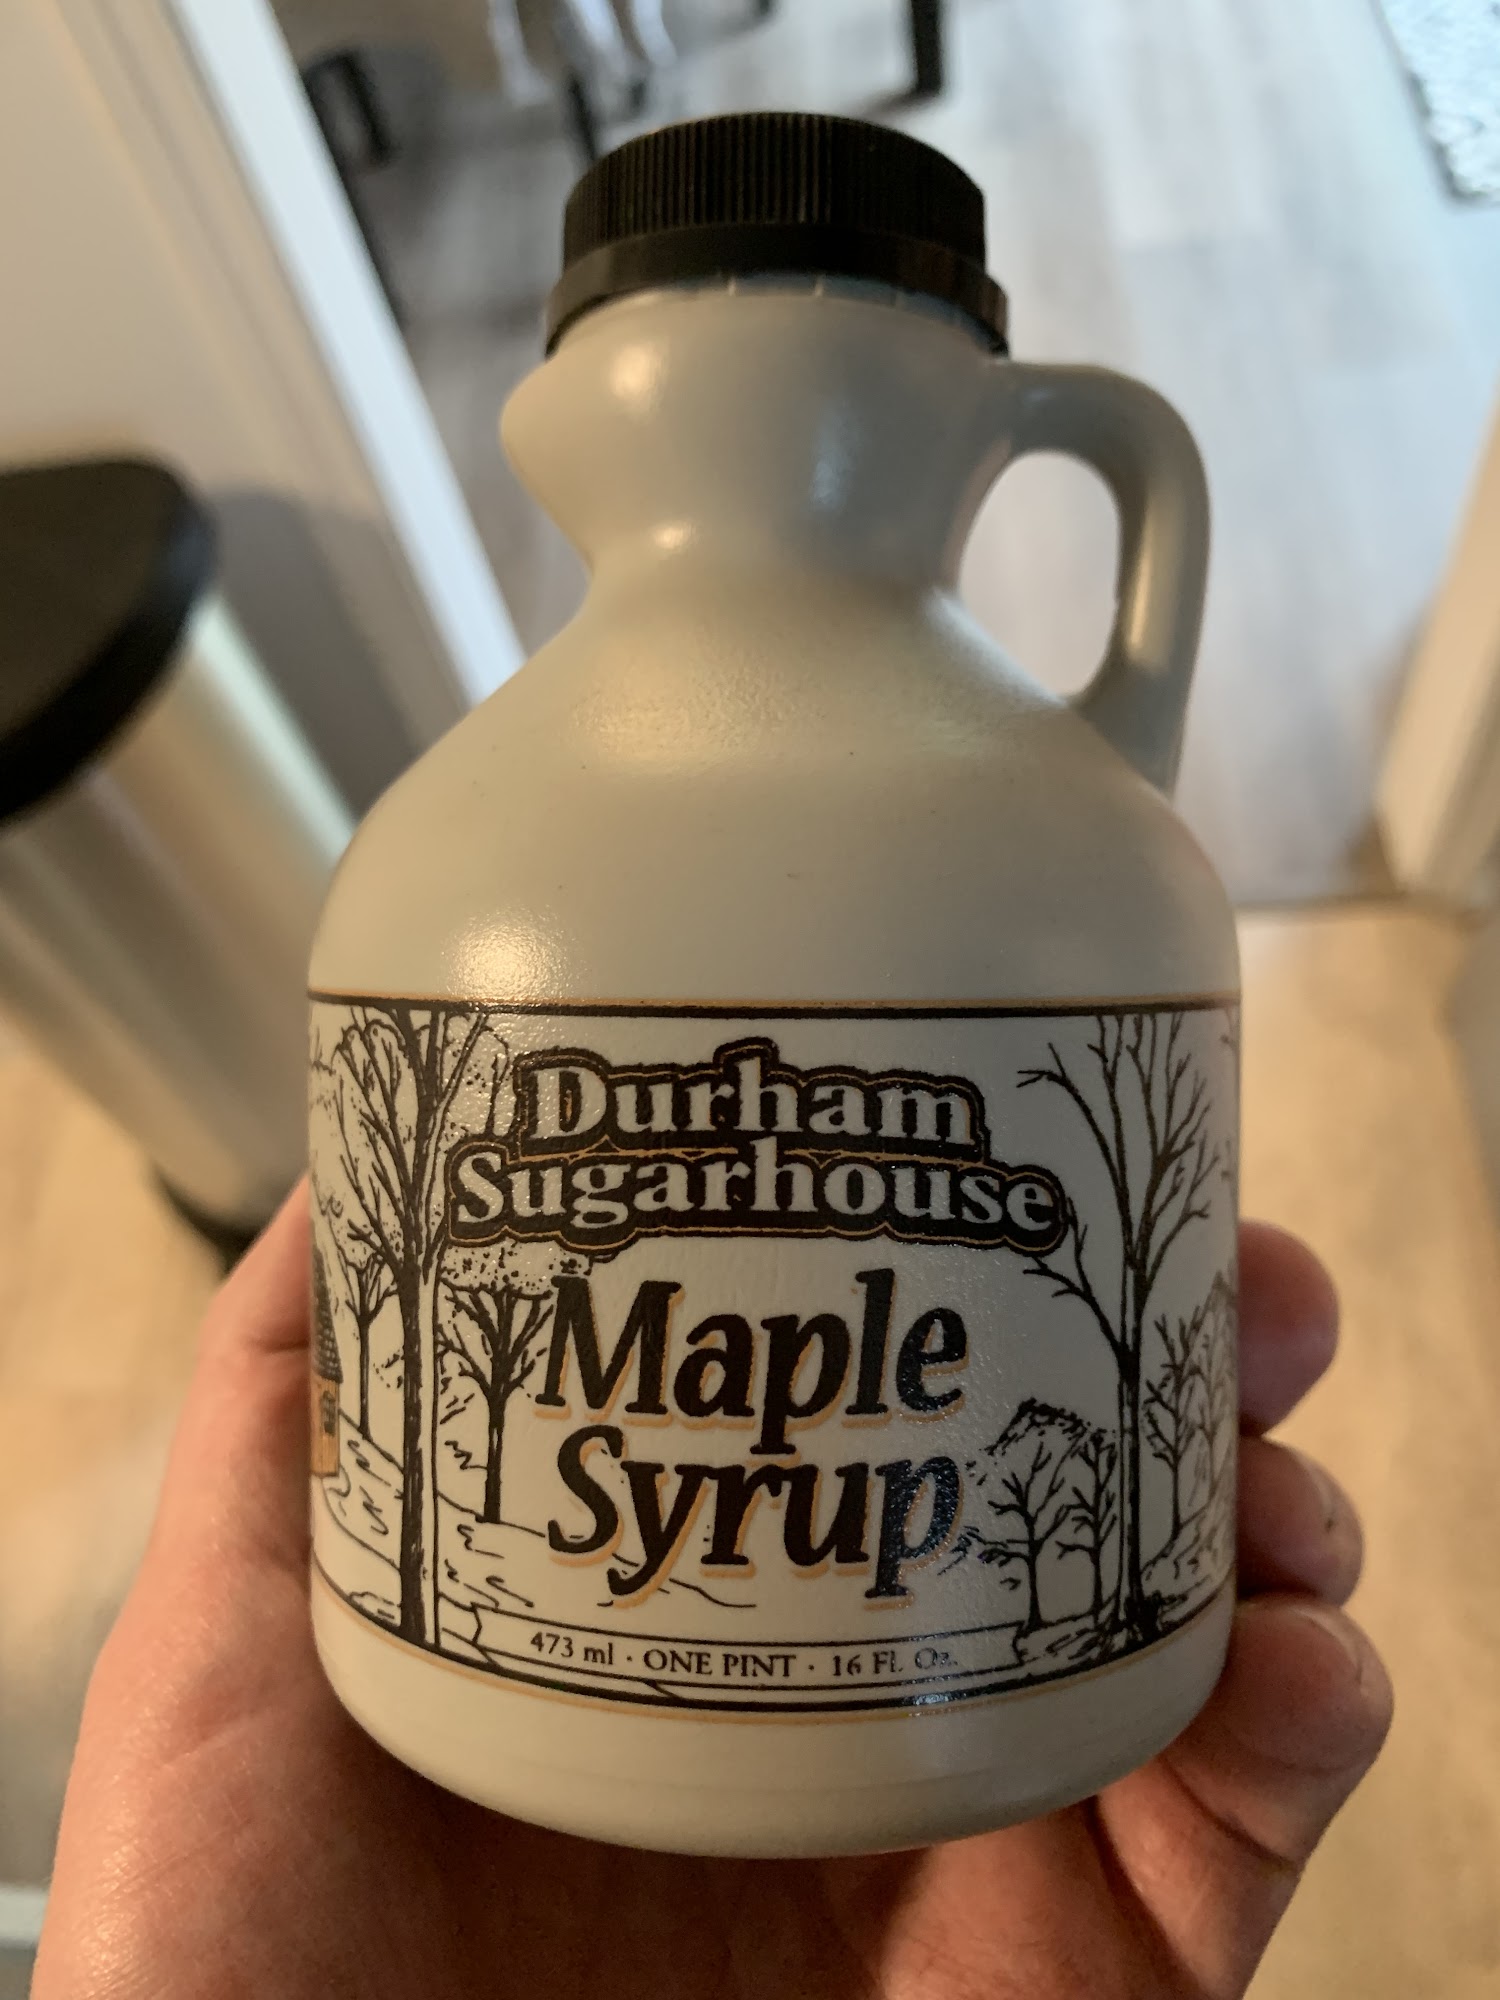 Durham
Sugarhouse
Maple
Syrup
473 ml · ONE PINT · 16 FL. OZ.